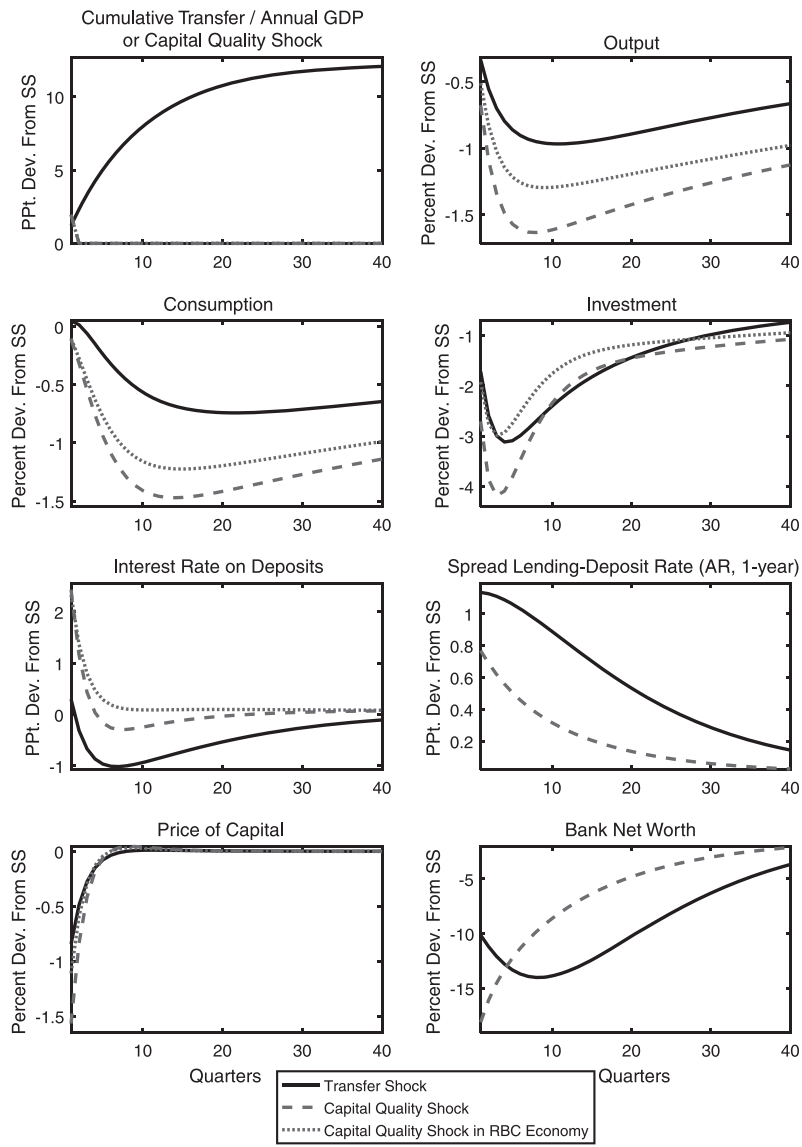 Cumulative Transfer / Annual GDP
or Capital Quality Shock
PPt. Dev. From SS
10
5
0
10
20
30
40
Output
Percent Dev. From SS
-0.5
-1
-1.5
10
20
30
40
Consumption
Percent Dev. From SS
0
-0.5
-1
-1.5
10
20
30
40
Investment
Percent Dev. From SS
-1
-2
-3
-4
10
20
30
40
Interest Rate on Deposits
PPt. Dev. From SS
2
1
0
-1
10
20
30
40
Spread Lending-Deposit Rate (AR, 1-year)
PPt. Dev. From SS
1
0.8
0.6
0.4
0.2
10
20
30
40
Price of Capital
Percent Dev. From SS
0
-0.5
-1
-1.5
10
20
30
40
Quarters
Bank Net Worth
Percent Dev. From SS
-5
-10
-15
10
20
30
40
Quarters
Transfer Shock
Capital Quality Shock
Capital Quality Shock in RBC Economy